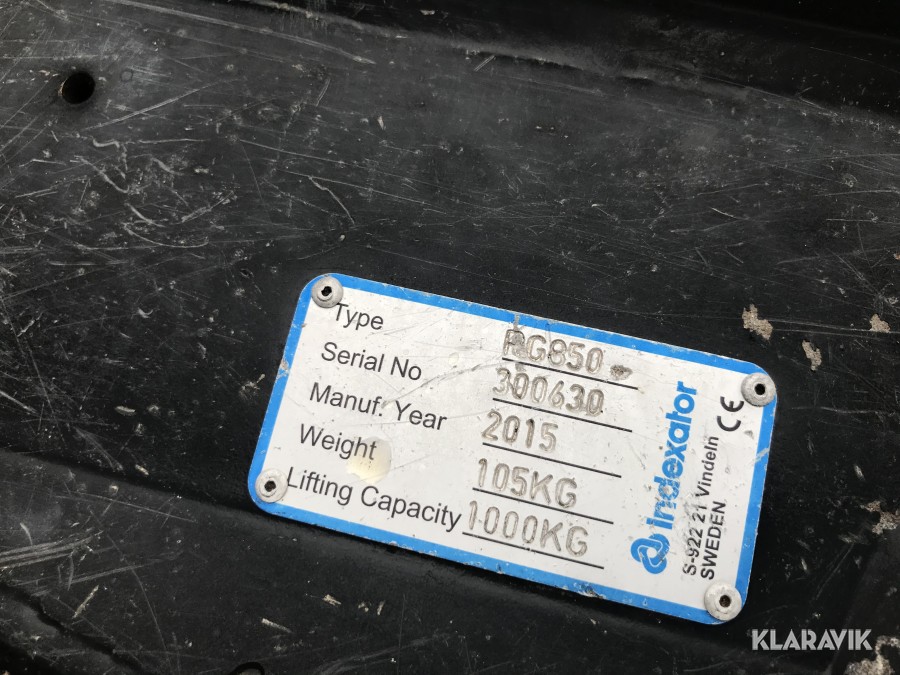 Type RG850
Serial No 300630
Manuf. Year 2015
Weight 105KG
Lifting Capacity 1000KG
indexator
S-922 21 Vindeln
SWEDEN
CE
KLARAVIK